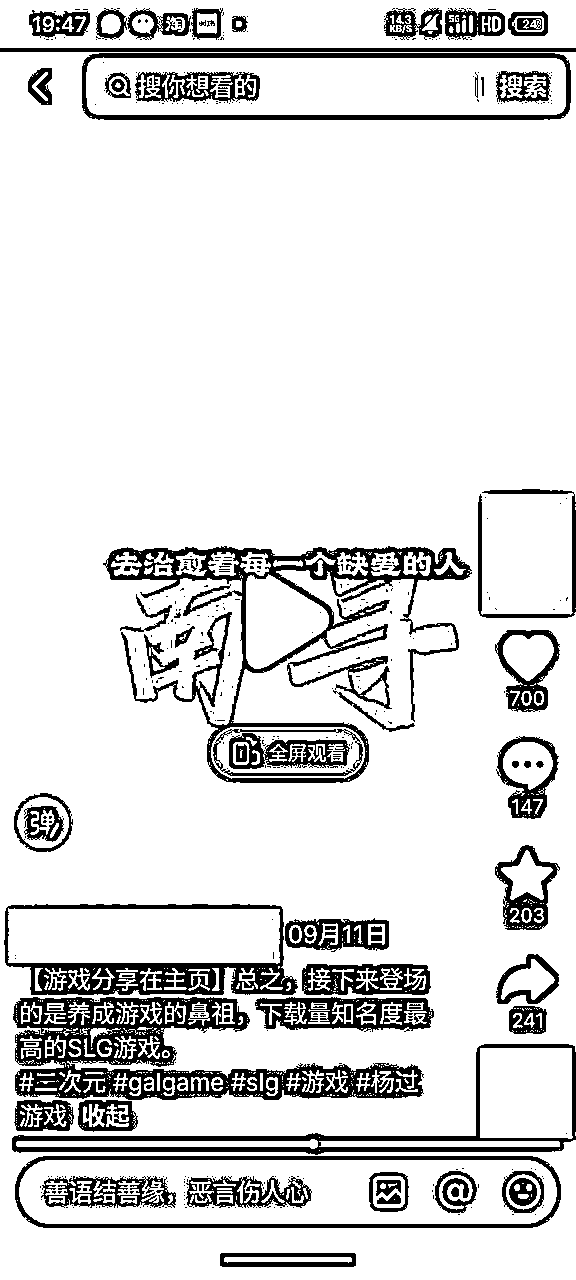 19:47 淘 14.3 KB/S 5G HD 24
搜你想看的 搜索
去治愈着每一个缺爱的人
南寻
全屏观看
700
147
弹
203
09月11日
【游戏分享在主页】总之，接下来登场
的是养成游戏的鼻祖，下载量知名度最
高的SLG游戏。
241
#二次元 #galgame #slg #游戏 #杨过
游戏 收起
善语结善缘，恶言伤人心